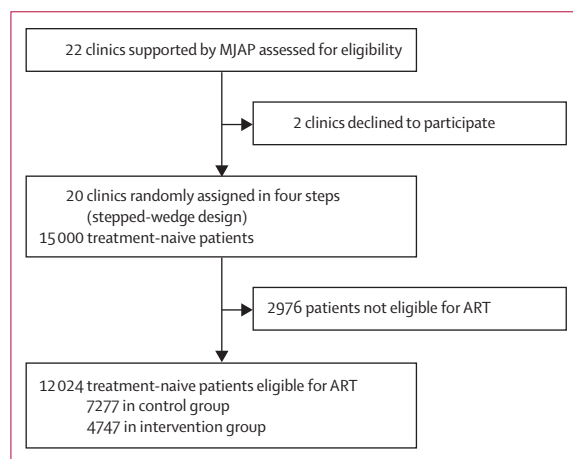 22 clinics supported by MJAP assessed for eligibility
2 clinics declined to participate
20 clinics randomly assigned in four steps
(stepped-wedge design)
15 000 treatment-naive patients
2976 patients not eligible for ART
12 024 treatment-naive patients eligible for ART
7277 in control group
4747 in intervention group